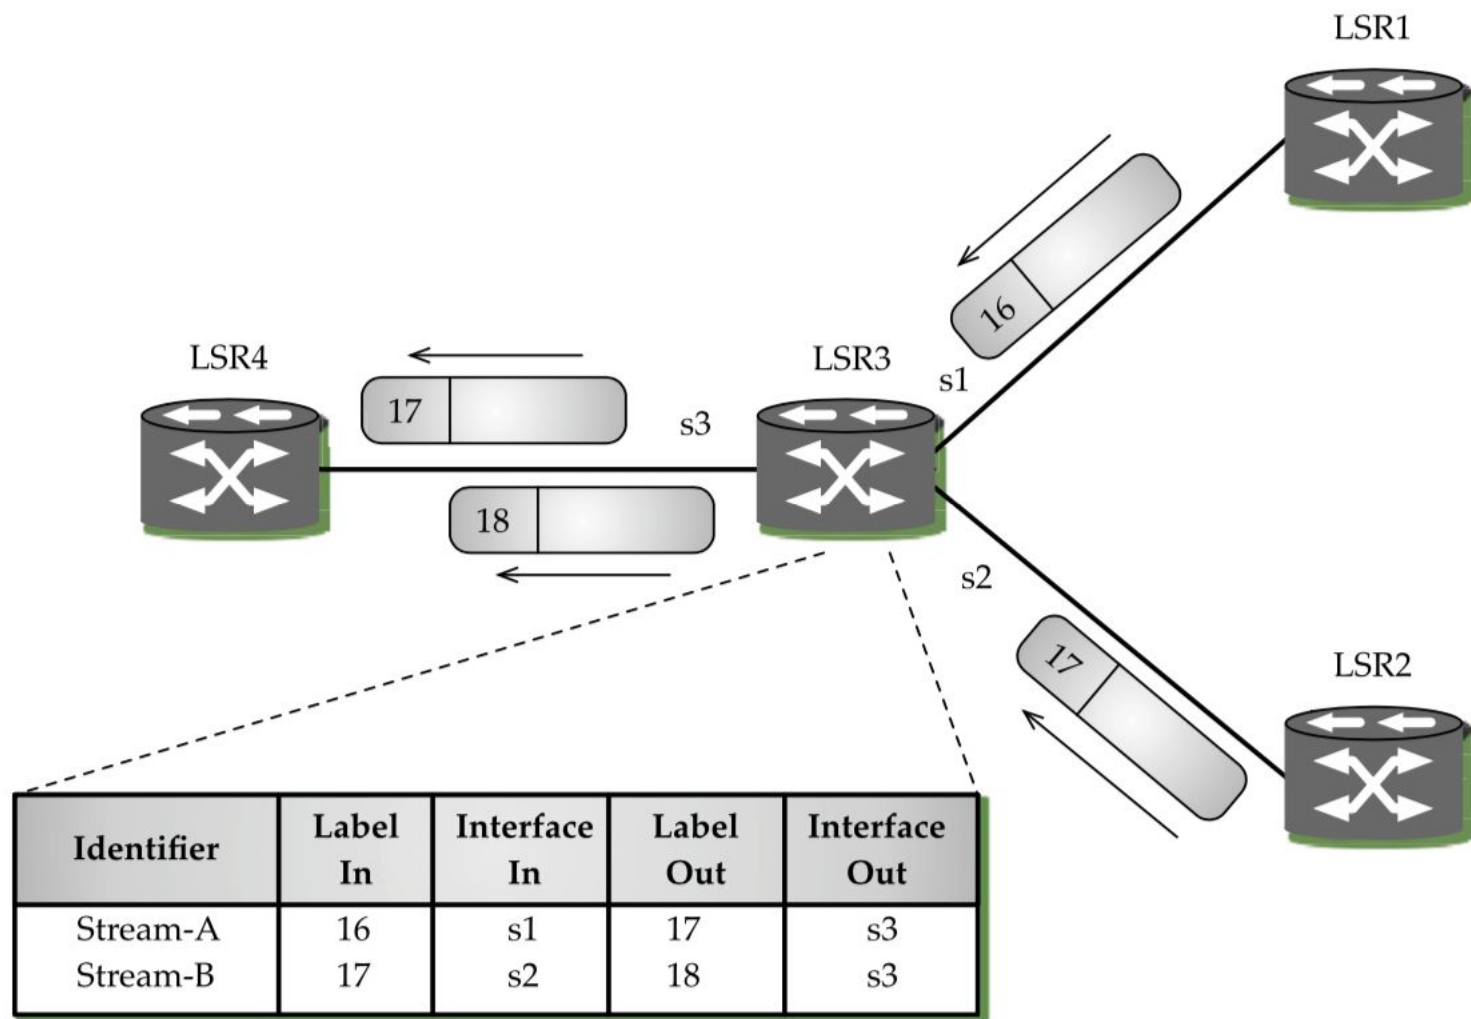 LSR1
16
LSR4
LSR3
s1
17
s3
18
s2
17
LSR2
Identifier Label In Interface In Label Out Interface Out
Stream-A 16 s1 17 s3
Stream-B 17 s2 18 s3